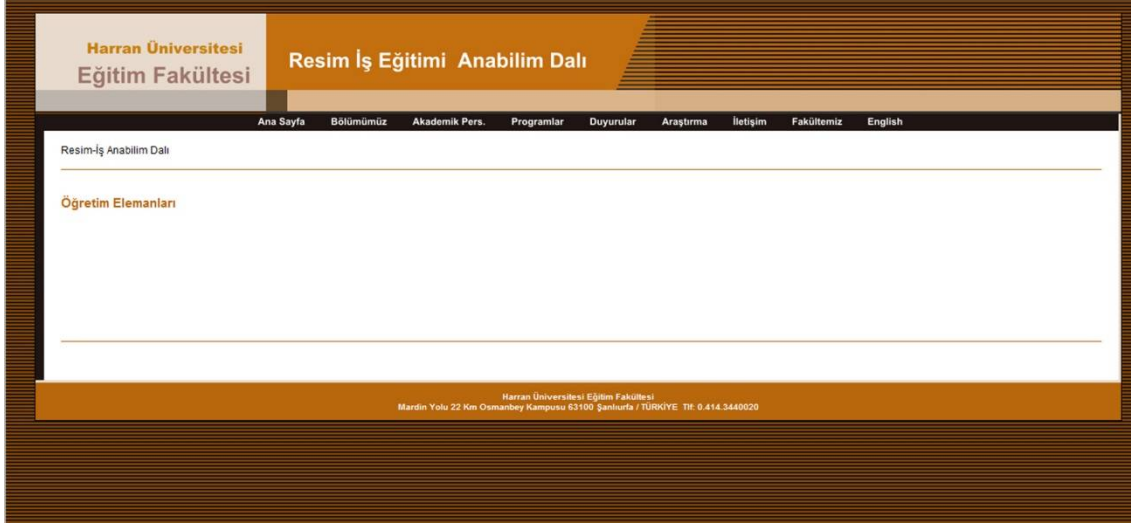 Harran Üniversitesi
Eğitim Fakültesi
Resim İş Eğitimi Anabilim Dalı
Ana Sayfa Bölümümüz Akademik Pers. Programlar Duyurular Araştırma İletişim Fakültemiz English
Resim-İş Anabilim Dalı
Öğretim Elemanları
Harran Üniversitesi Eğitim Fakültesi
Mardin Yolu 22 Km Osmanbey Kampusu 63100 Şanlıurfa / TÜRKİYE Tlf: 0.414.3440020